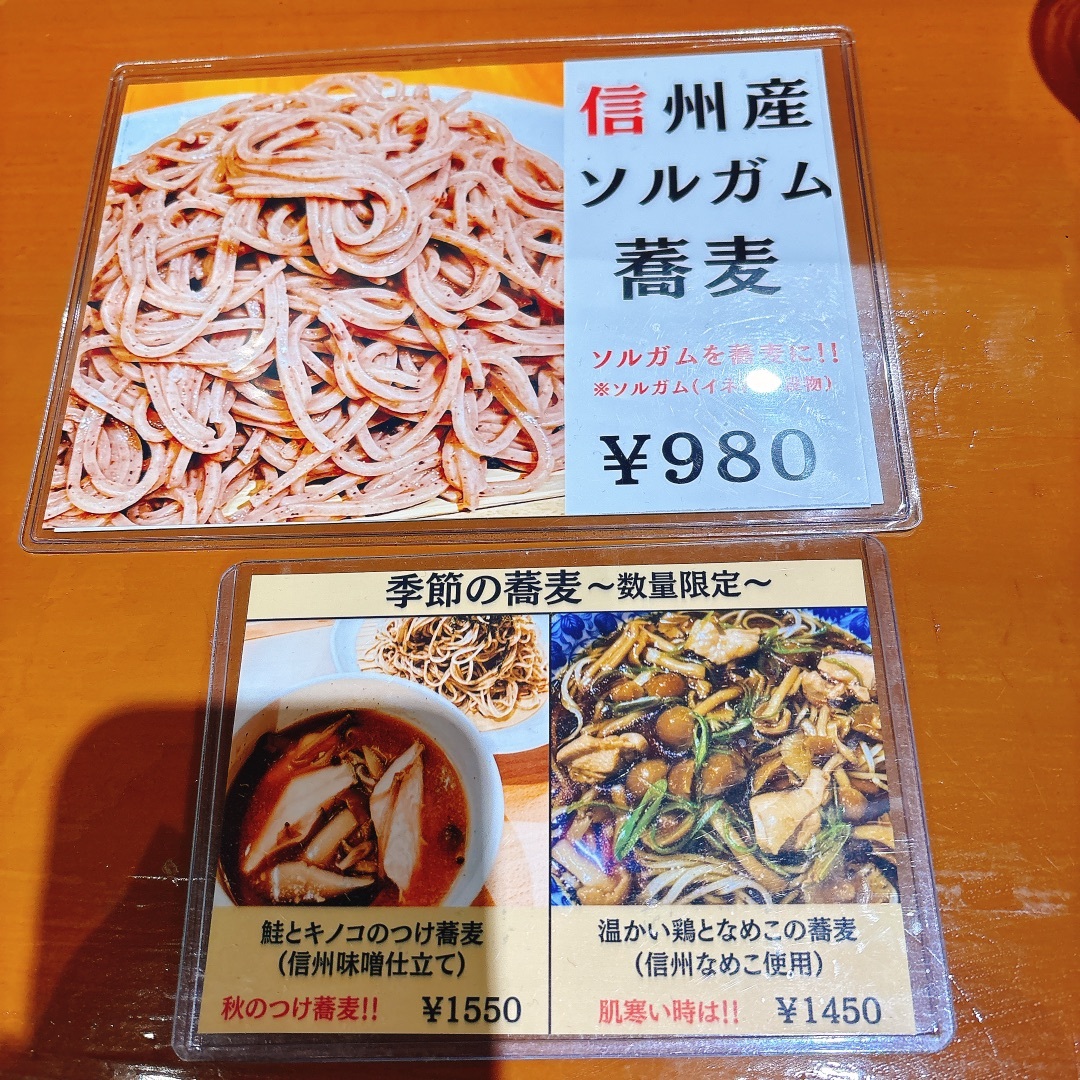 信州産
ソルガム
蕎麦
ソルガムを蕎麦に!!
※ソルガム(イネ 物)
¥980
季節の蕎麦～数量限定～
鮭とキノコのつけ蕎麦
(信州味噌仕立て)
秋のつけ蕎麦!! ¥1550
温かい鶏となめこの蕎麦
(信州なめこ使用)
肌寒い時は!! ¥1450